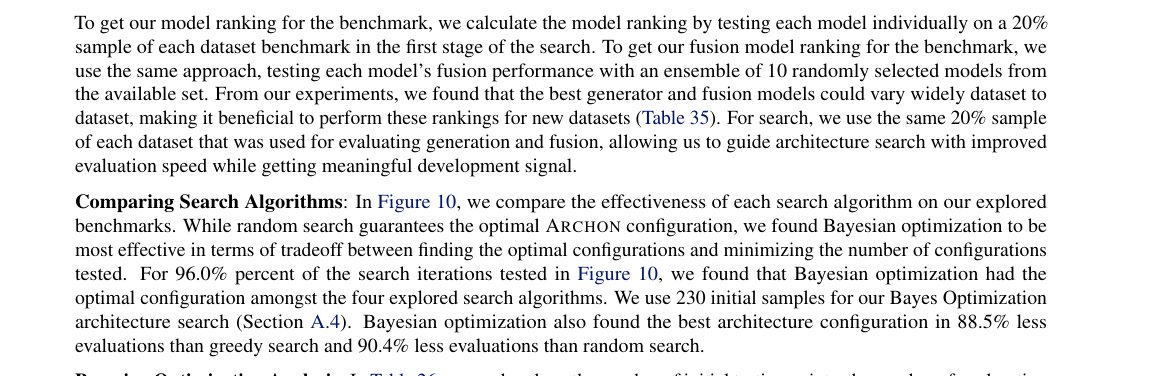 To get our model ranking for the benchmark, we calculate the model ranking by testing each model individually on a 20%
sample of each dataset benchmark in the first stage of the search. To get our fusion model ranking for the benchmark, we
use the same approach, testing each model's fusion performance with an ensemble of 10 randomly selected models from
the available set. From our experiments, we found that the best generator and fusion models could vary widely dataset to
dataset, making it beneficial to perform these rankings for new datasets (Table 35). For search, we use the same 20% sample
of each dataset that was used for evaluating generation and fusion, allowing us to guide architecture search with improved
evaluation speed while getting meaningful development signal.
Comparing Search Algorithms: In Figure 10, we compare the effectiveness of each search algorithm on our explored
benchmarks. While random search guarantees the optimal ARCHON configuration, we found Bayesian optimization to be
most effective in terms of tradeoff between finding the optimal configurations and minimizing the number of configurations
tested. For 96.0% percent of the search iterations tested in Figure 10, we found that Bayesian optimization had the
optimal configuration amongst the four explored search algorithms. We use 230 initial samples for our Bayes Optimization
architecture search (Section A.4). Bayesian optimization also found the best architecture configuration in 88.5% less
evaluations than greedy search and 90.4% less evaluations than random search.